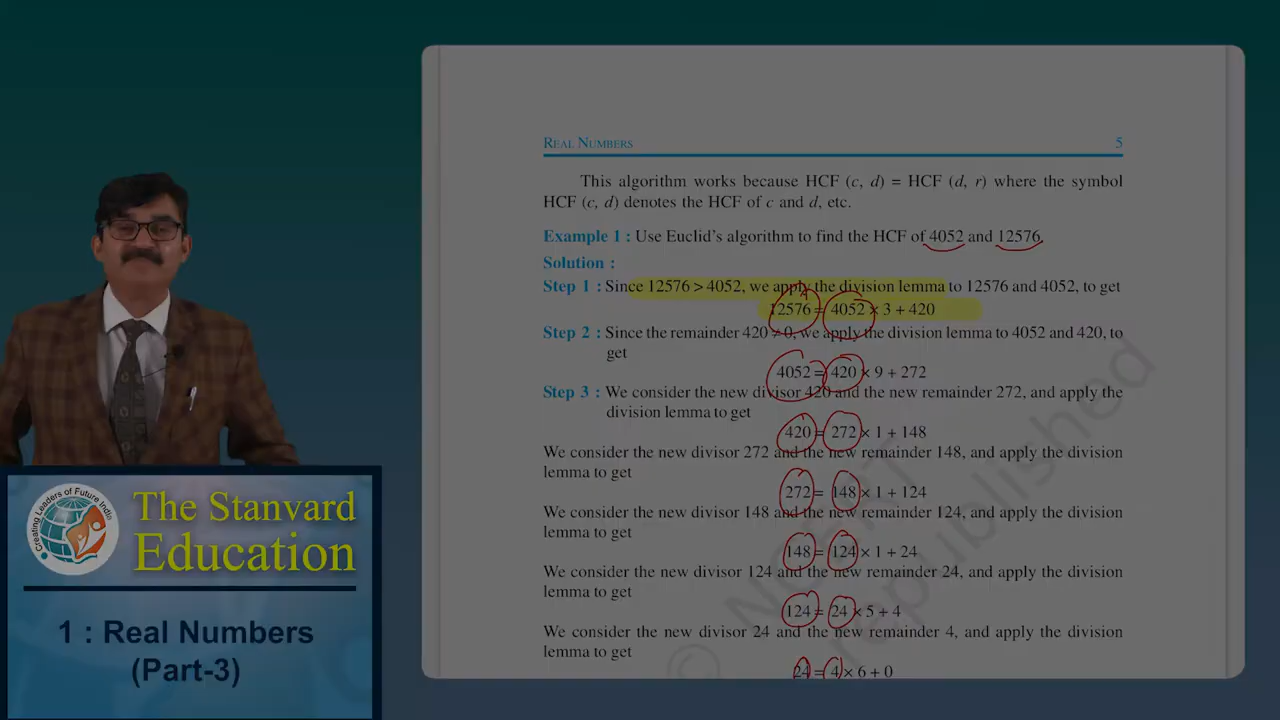 REAL NUMBERS 5
This algorithm works because HCF (c, d) = HCF (d, r) where the symbol
HCF (c, d) denotes the HCF of c and d, etc.
Example 1 : Use Euclid's algorithm to find the HCF of 4052 and 12576.
Solution :
Step 1 : Since 12576 > 4052, we apply the division lemma to 12576 and 4052, to get
12576 = 4052 × 3 + 420
Step 2 : Since the remainder 420 ≠ 0, we apply the division lemma to 4052 and 420, to
get
4052 = 420 × 9 + 272
Step 3 : We consider the new divisor 420 and the new remainder 272, and apply the
division lemma to get
420 = 272 × 1 + 148
We consider the new divisor 272 and the new remainder 148, and apply the division
lemma to get
272 = 148 × 1 + 124
We consider the new divisor 148 and the new remainder 124, and apply the division
lemma to get
148 = 124 × 1 + 24
We consider the new divisor 124 and the new remainder 24, and apply the division
lemma to get
124 = 24 × 5 + 4
We consider the new divisor 24 and the new remainder 4, and apply the division
lemma to get
24 = 4 × 6 + 0
Creating Leaders of Future India
The Stanvard
Education
1 : Real Numbers
(Part-3)